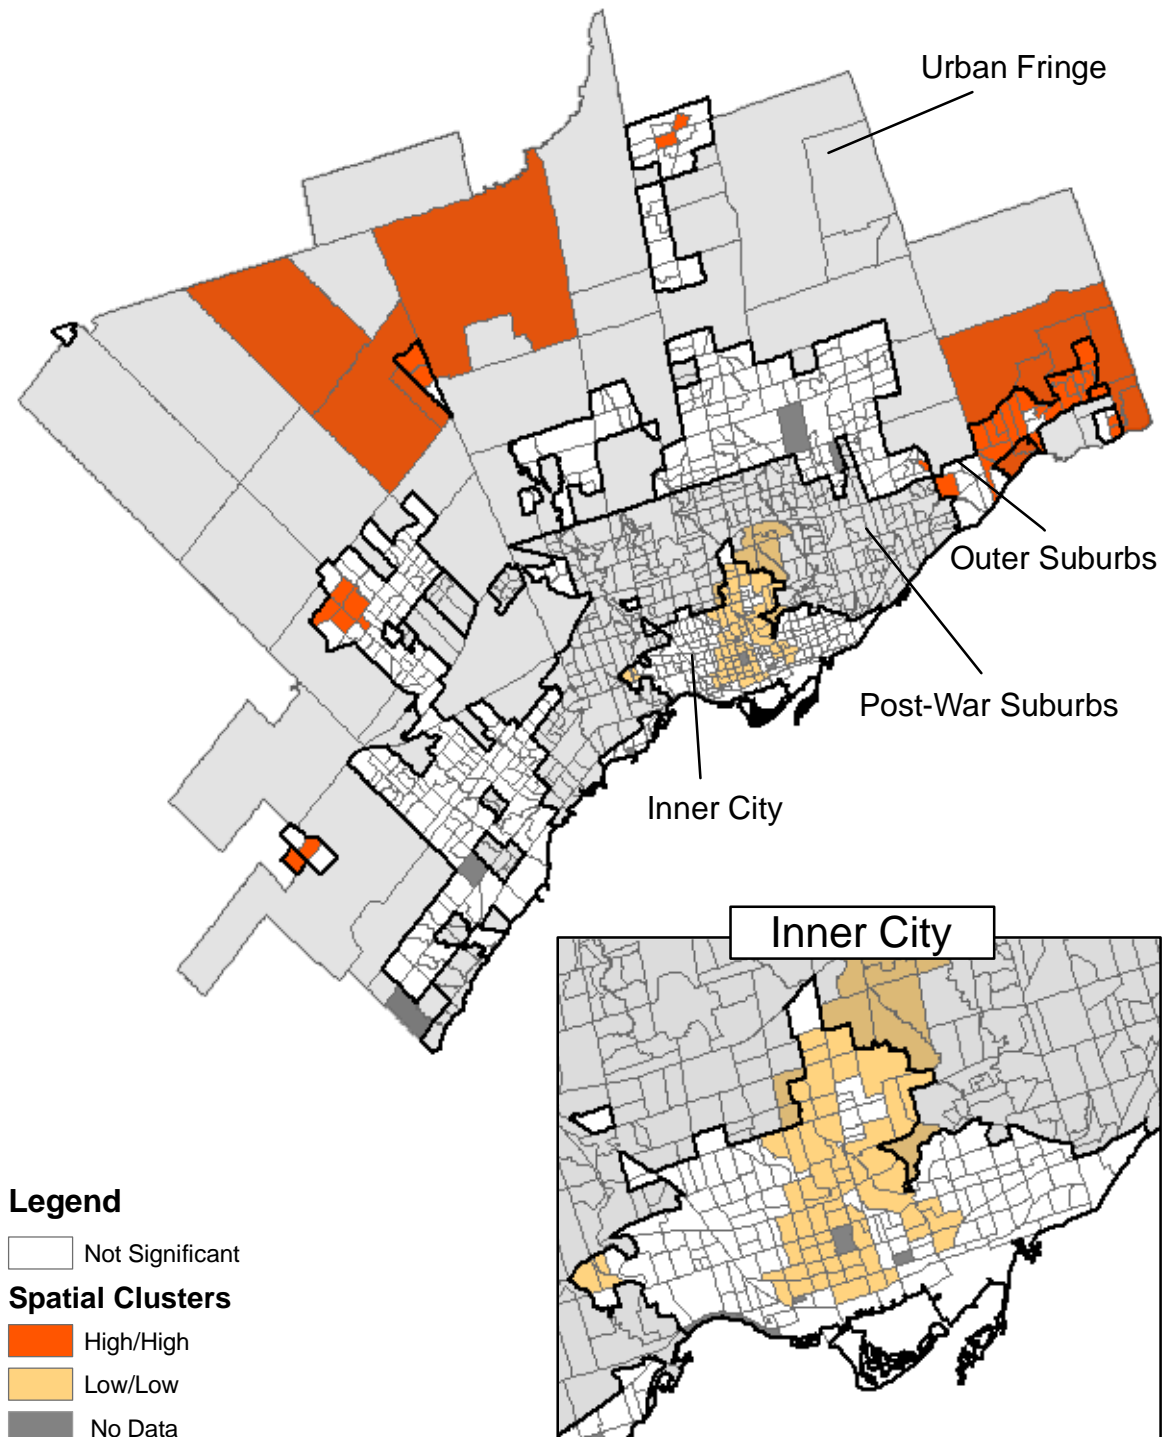 Urban Fringe
Outer Suburbs
Post-War Suburbs
Inner City
Inner City
Legend
Not Significant
Spatial Clusters
High/High
Low/Low
No Data